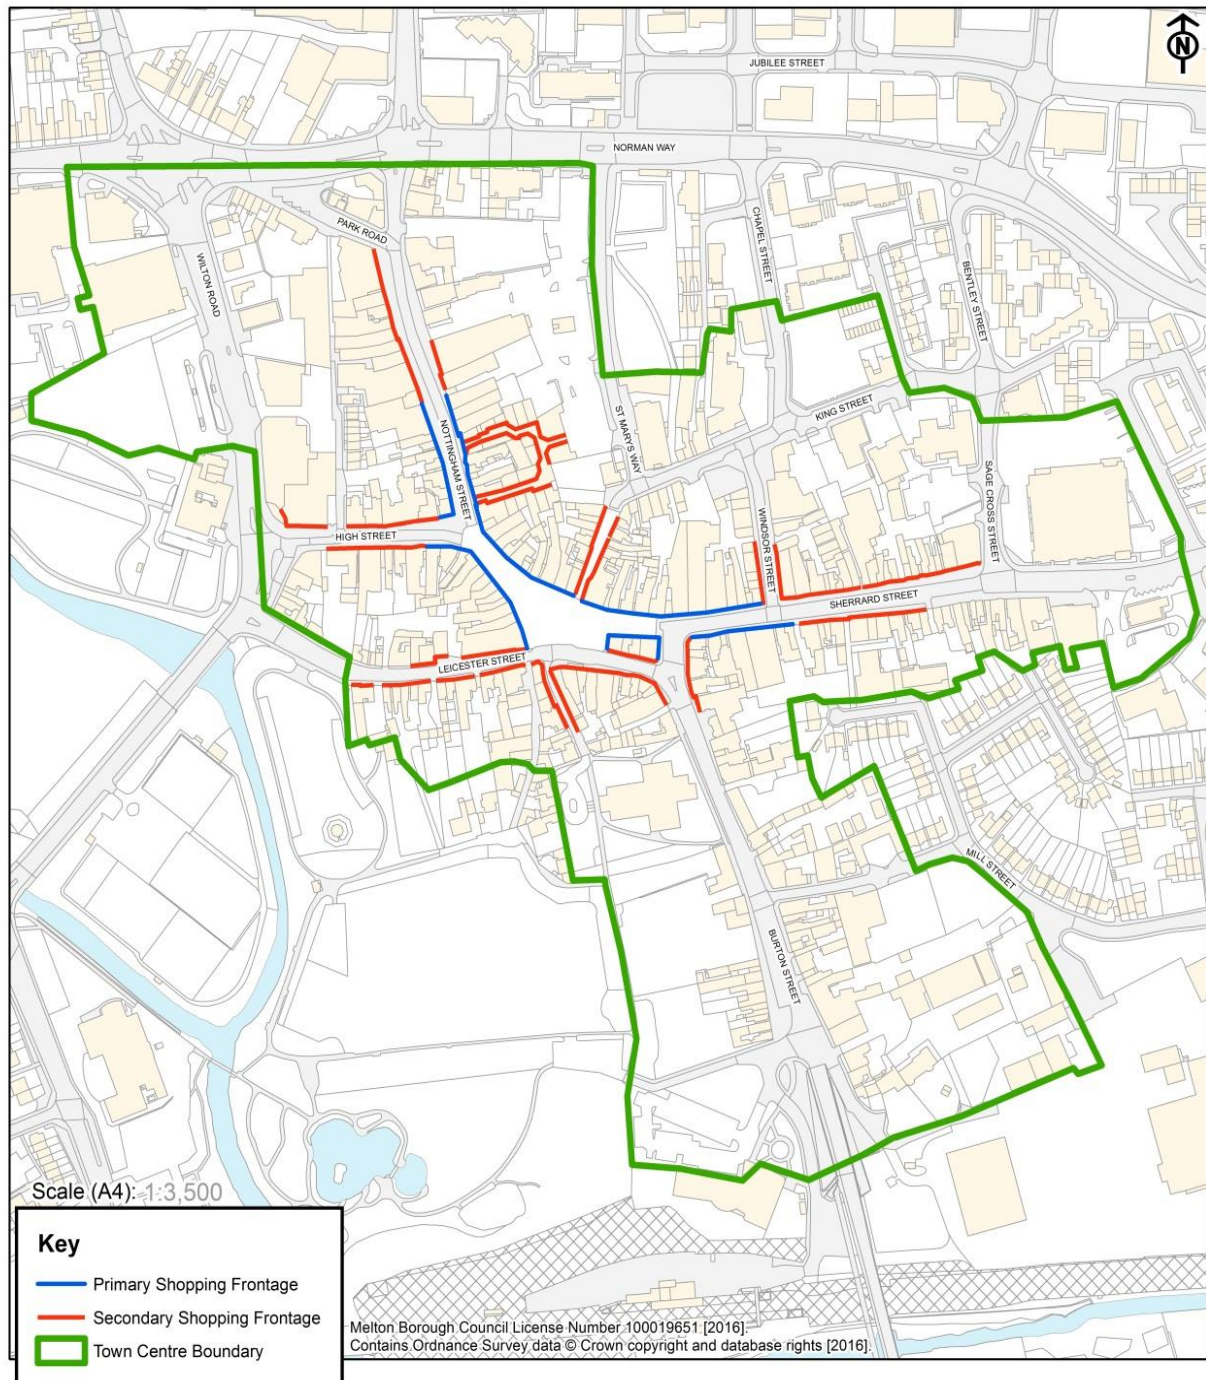 N
JUBILEE STREET
NORMAN WAY
PARK ROAD
CHAPEL STREET
WILTON ROAD
BENTLEY STREET
KING STREET
ST MARYS WAY
NOTTINGHAM STREET
SAGE CROSS STREET
HIGH STREET
WINDSOR STREET
SHERRARD STREET
LEICESTER STREET
MILL STREET
BURTON STREET
Scale (A4): 1:3,500
Key
Primary Shopping Frontage
Secondary Shopping Frontage
Town Centre Boundary
Melton Borough Council License Number 100019651 [2016].
Contains Ordnance Survey data © Crown copyright and database rights [2016].